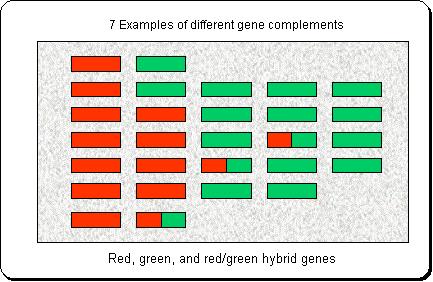 7 Examples of different gene complements
Red, green, and red/green hybrid genes